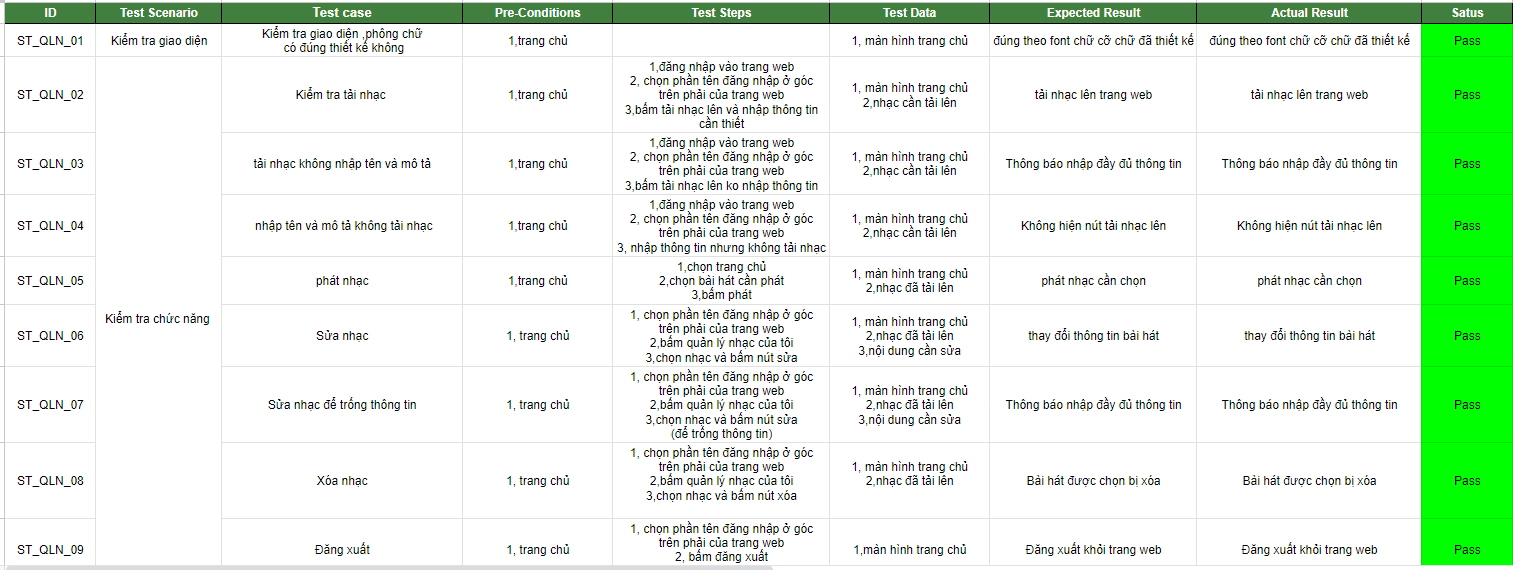 ID Test Scenario Test case Pre-Conditions Test Steps Test Data Expected Result Actual Result Satus
ST_QLN_01
Kiểm tra giao diện
Kiểm tra giao diện ,phông chữ
có đúng thiết kế không
1,trang chủ
1, màn hình trang chủ
đúng theo font chữ cỡ chữ đã thiết kế
đúng theo font chữ cỡ chữ đã thiết kế
Pass
ST_QLN_02
Kiểm tra chức năng
Kiểm tra tải nhạc
1,trang chủ
1,đăng nhập vào trang web
2, chọn phần tên đăng nhập ở góc
trên phải của trang web
3,bấm tải nhạc lên và nhập thông tin
cần thiết
1, màn hình trang chủ
2,nhạc cần tải lên
tải nhạc lên trang web
tải nhạc lên trang web
Pass
ST_QLN_03
tải nhạc không nhập tên và mô tả
1,trang chủ
1,đăng nhập vào trang web
2, chọn phần tên đăng nhập ở góc
trên phải của trang web
3,bấm tải nhạc lên ko nhập thông tin
1, màn hình trang chủ
2,nhạc cần tải lên
Thông báo nhập đầy đủ thông tin
Thông báo nhập đầy đủ thông tin
Pass
ST_QLN_04
nhập tên và mô tả không tải nhạc
1,trang chủ
1,đăng nhập vào trang web
2, chọn phần tên đăng nhập ở góc
trên phải của trang web
3, nhập thông tin nhưng không tải nhạc
1, màn hình trang chủ
2,nhạc cần tải lên
Không hiện nút tải nhạc lên
Không hiện nút tải nhạc lên
Pass
ST_QLN_05
phát nhạc
1,trang chủ
1,chọn trang chủ
2,chọn bài hát cần phát
3,bấm phát
1, màn hình trang chủ
2,nhạc đã tải lên
phát nhạc cần chọn
phát nhạc cần chọn
Pass
ST_QLN_06
Sửa nhạc
1, trang chủ
1, chọn phần tên đăng nhập ở góc
trên phải của trang web
2,bấm quản lý nhạc của tôi
3,chọn nhạc và bấm nút sửa
1, màn hình trang chủ
2,nhạc đã tải lên
3,nội dung cần sửa
thay đổi thông tin bài hát
thay đổi thông tin bài hát
Pass
ST_QLN_07
Sửa nhạc để trống thông tin
1, trang chủ
1, chọn phần tên đăng nhập ở góc
trên phải của trang web
2,bấm quản lý nhạc của tôi
3,chọn nhạc và bấm nút sửa
(để trống thông tin)
1, màn hình trang chủ
2,nhạc đã tải lên
3,nội dung cần sửa
Thông báo nhập đầy đủ thông tin
Thông báo nhập đầy đủ thông tin
Pass
ST_QLN_08
Xóa nhạc
1, trang chủ
1, chọn phần tên đăng nhập ở góc
trên phải của trang web
2,bấm quản lý nhạc của tôi
3,chọn nhạc và bấm nút xóa
1, màn hình trang chủ
2,nhạc đã tải lên
Bài hát được chọn bị xóa
Bài hát được chọn bị xóa
Pass
ST_QLN_09
Đăng xuất
1, trang chủ
1, chọn phần tên đăng nhập ở góc
trên phải của trang web
2, bấm đăng xuất
1,màn hình trang chủ
Đăng xuất khỏi trang web
Đăng xuất khỏi trang web
Pass